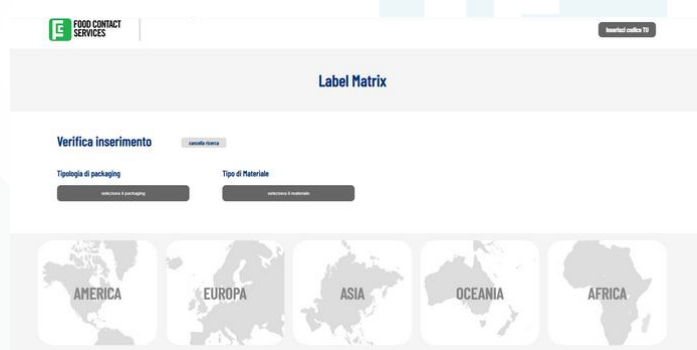 FOOD CONTACT
SERVICES
Inserisci codice TU
Label Matrix
Verifica inserimento
cancella ricerca
Tipologia di packaging
Tipo di Materiale
seleziona il packaging
seleziona il materiale
AMERICA
EUROPA
ASIA
OCEANIA
AFRICA